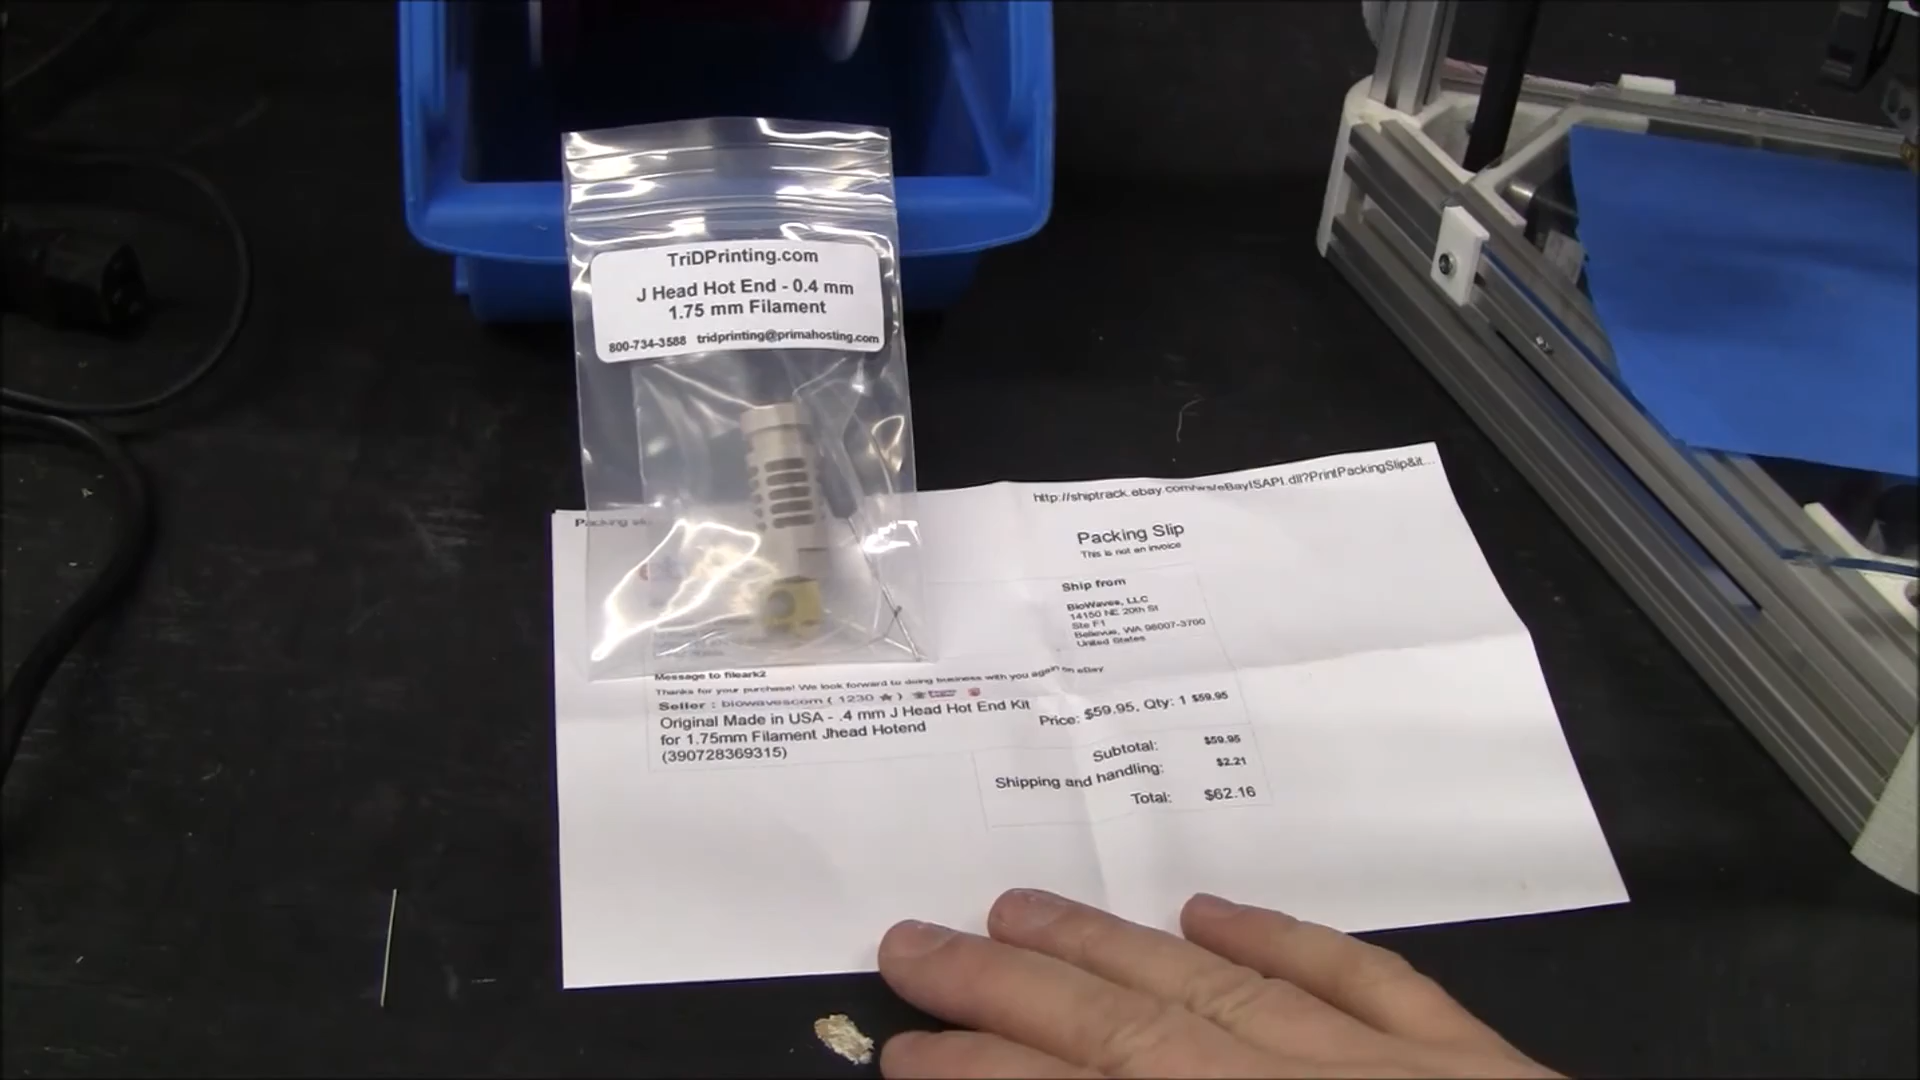 TriDPrinting.com
J Head Hot End - 0.4 mm
1.75 mm Filament
800-734-3588 tridprinting@primahosting.com
http://shiptrack.ebay.com/ws/eBayISAPI.dll?PrintPackingSlip&it...
Packing
Packing Slip
This is not an invoice
Ship from
BioWaves, LLC
14150 NE 20th St
Ste F1
Bellevue, WA 98007-3700
United States
Message to fileark2
Thanks for your purchase! We look forward to doing business with you again on eBay
Seller : biowavescom ( 1230 ★ )
Original Made in USA - .4 mm J Head Hot End Kit
for 1.75mm Filament Jhead Hotend
(390728369315)
Price: $59.95, Qty: 1 $59.95
Subtotal: $59.95
Shipping and handling: $2.21
Total: $62.16